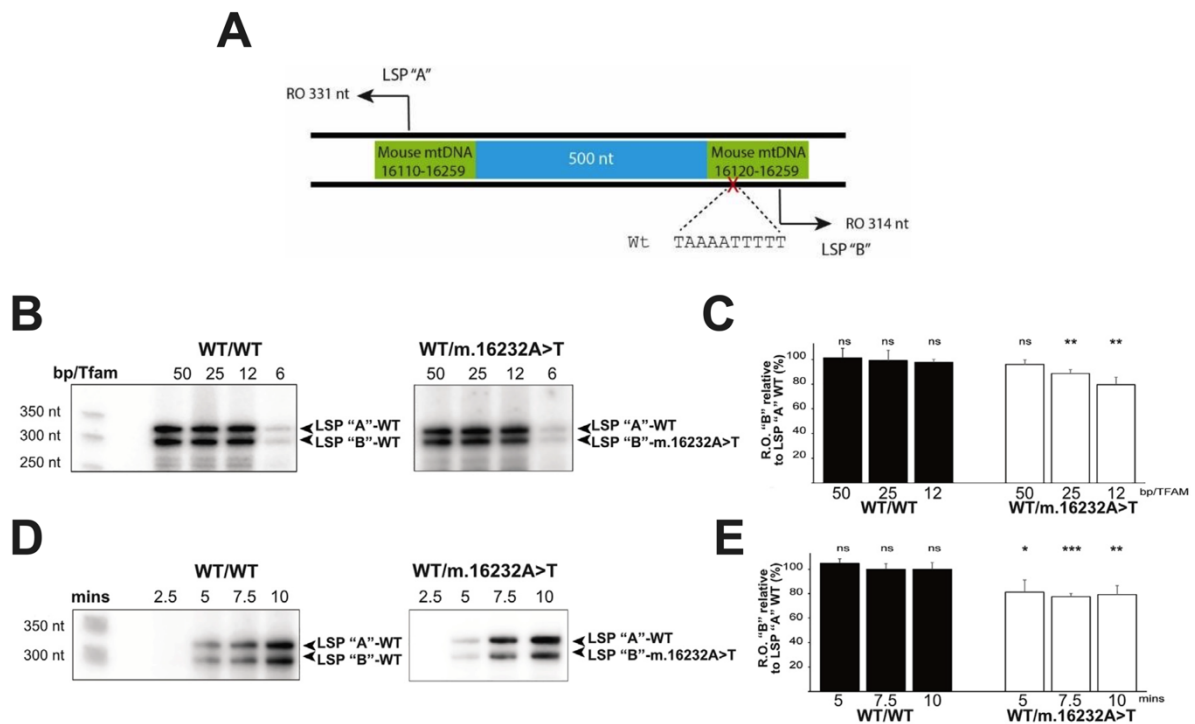 A
LSP "A"
RO 331 nt
Mouse mtDNA
16110-16259
500 nt
Mouse mtDNA
16120-16259
X
RO 314 nt
Wt TAAAATTTTT
LSP "B"
B
WT/WT
WT/m.16232A>T
bp/Tfam 50 25 12 6
50 25 12 6
350 nt
300 nt
250 nt
LSP "A"-WT
LSP "B"-WT
LSP "A"-WT
LSP "B"-m.16232A>T
C
R.O. "B" relative
to LSP "A" WT (%)
100
80
60
40
20
ns ns ns ns ** **
50 25 12 50 25 12 bp/TFAM
WT/WT WT/m.16232A>T
D
WT/WT
WT/m.16232A>T
mins 2.5 5 7.5 10
2.5 5 7.5 10
350 nt
300 nt
LSP "A"-WT
LSP "B"-WT
LSP "A"-WT
LSP "B"-m.16232A>T
E
R.O. "B" relative
to LSP "A" WT (%)
100
80
60
40
20
ns ns ns * *** **
5 7.5 10 5 7.5 10 mins
WT/WT WT/m.16232A>T